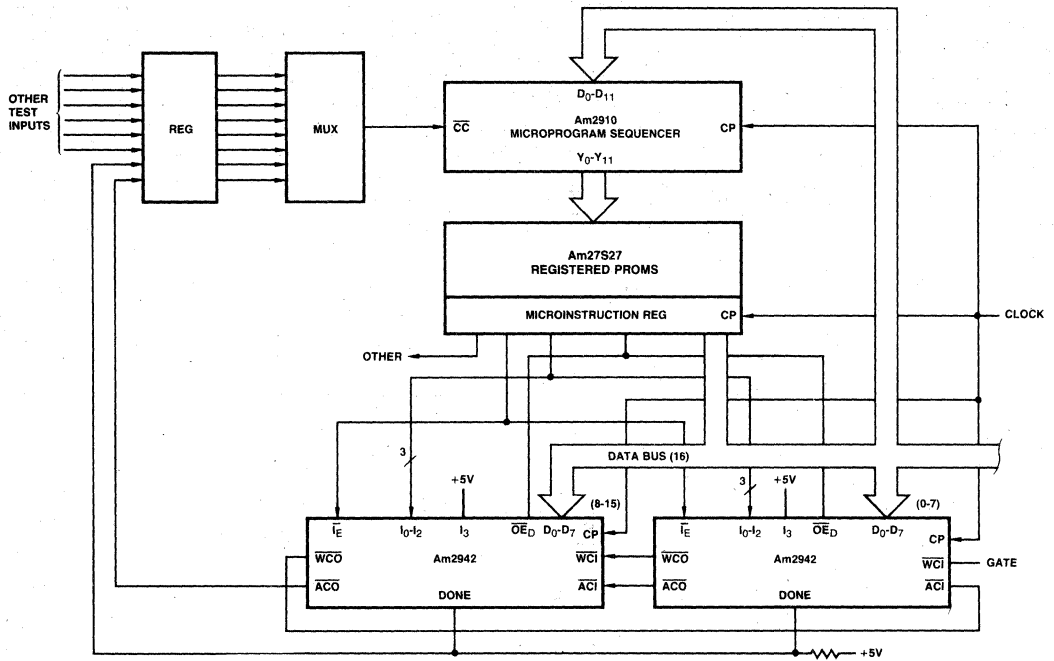 D0-D11
Am2910
MICROPROGRAM SEQUENCER
CC
CP
Y0-Y11
OTHER
TEST
INPUTS
REG
MUX
Am27S27
REGISTERED PROMS
MICROINSTRUCTION REG
CP
CLOCK
OTHER
DATA BUS (16)
3
+5V
(8-15)
3
+5V
(0-7)
IE
I0-I2
I3
OED
D0-D7
CP
WCO
Am2942
WCI
ACO
ACI
DONE
IE
I0-I2
I3
OED
D0-D7
CP
WCO
Am2942
WCI
GATE
ACO
ACI
DONE
+5V